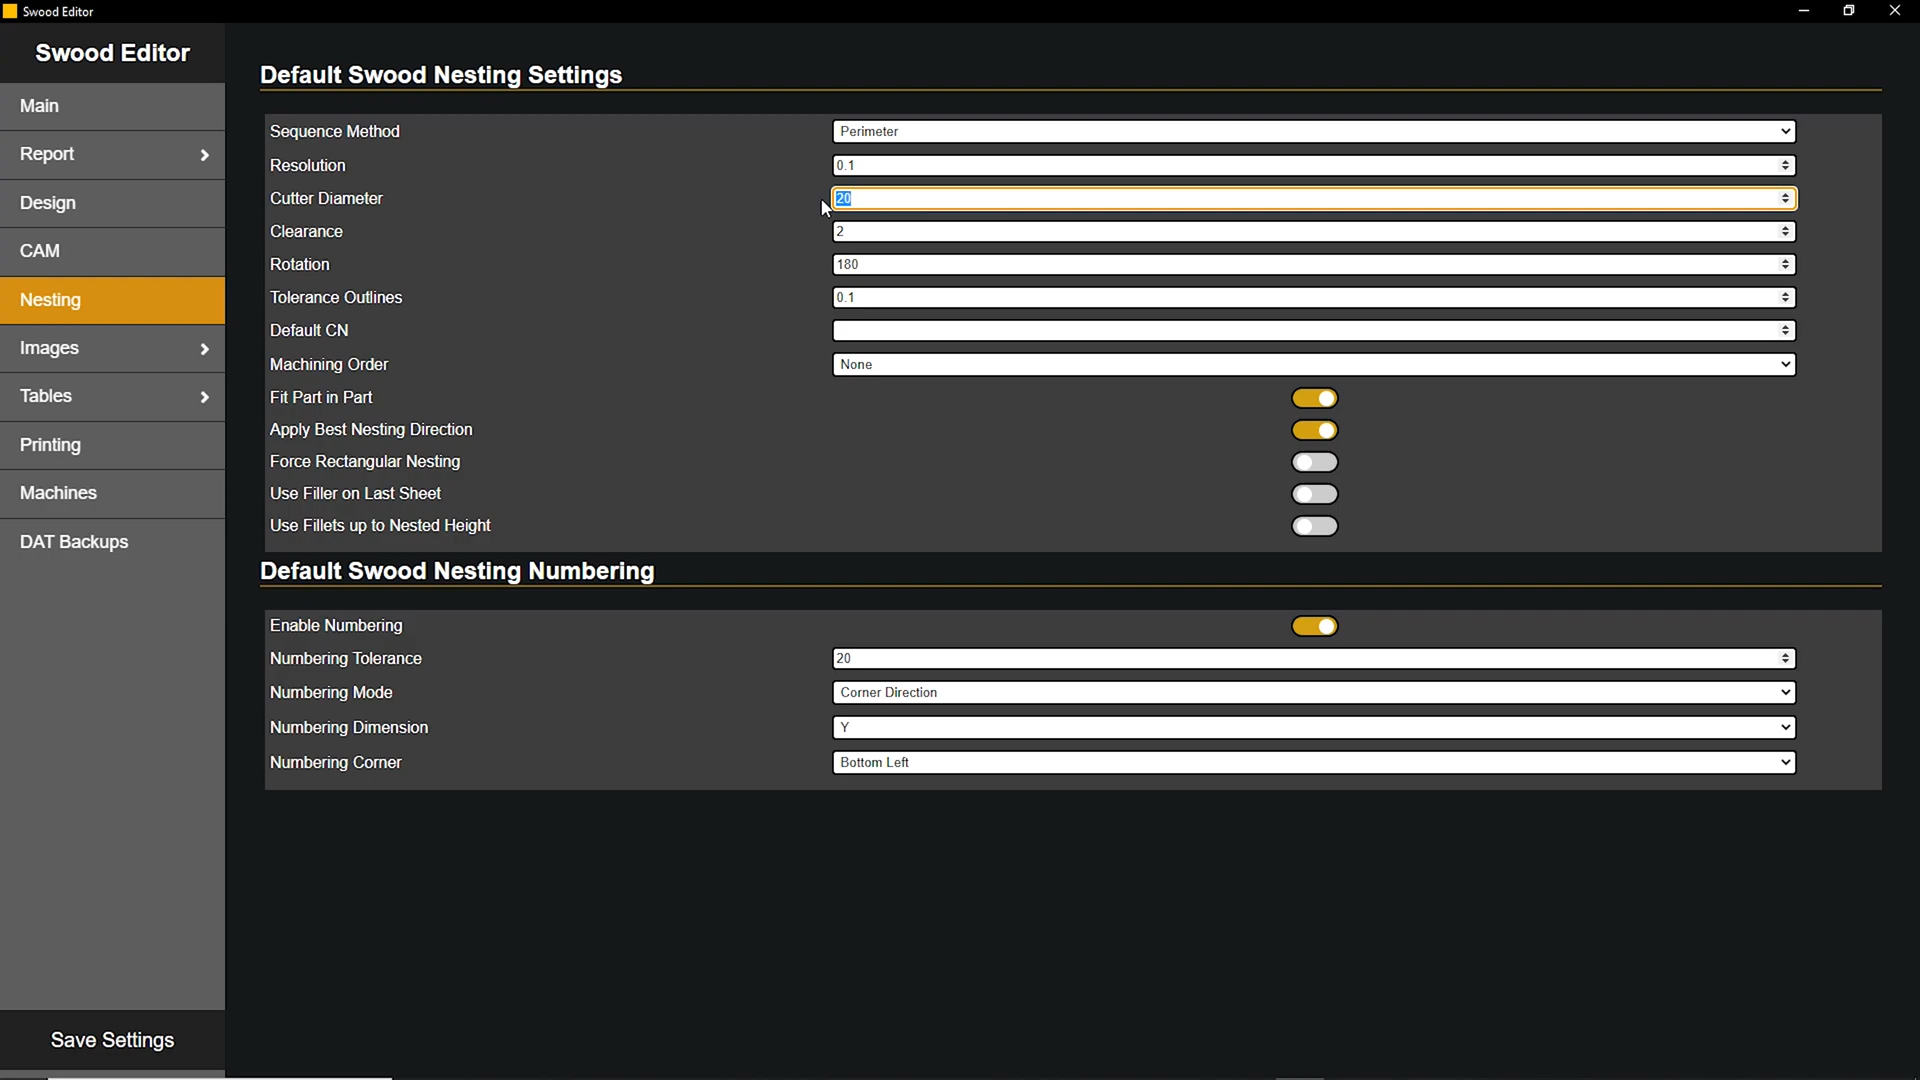 Swood Editor
Swood Editor
Main
Report
Design
CAM
Nesting
Images
Tables
Printing
Machines
DAT Backups
Save Settings
Default Swood Nesting Settings
Sequence Method Perimeter
Resolution 0.1
Cutter Diameter 20
Clearance 2
Rotation 180
Tolerance Outlines 0.1
Default CN
Machining Order None
Fit Part in Part
Apply Best Nesting Direction
Force Rectangular Nesting
Use Filler on Last Sheet
Use Fillets up to Nested Height
Default Swood Nesting Numbering
Enable Numbering
Numbering Tolerance 20
Numbering Mode Corner Direction
Numbering Dimension Y
Numbering Corner Bottom Left